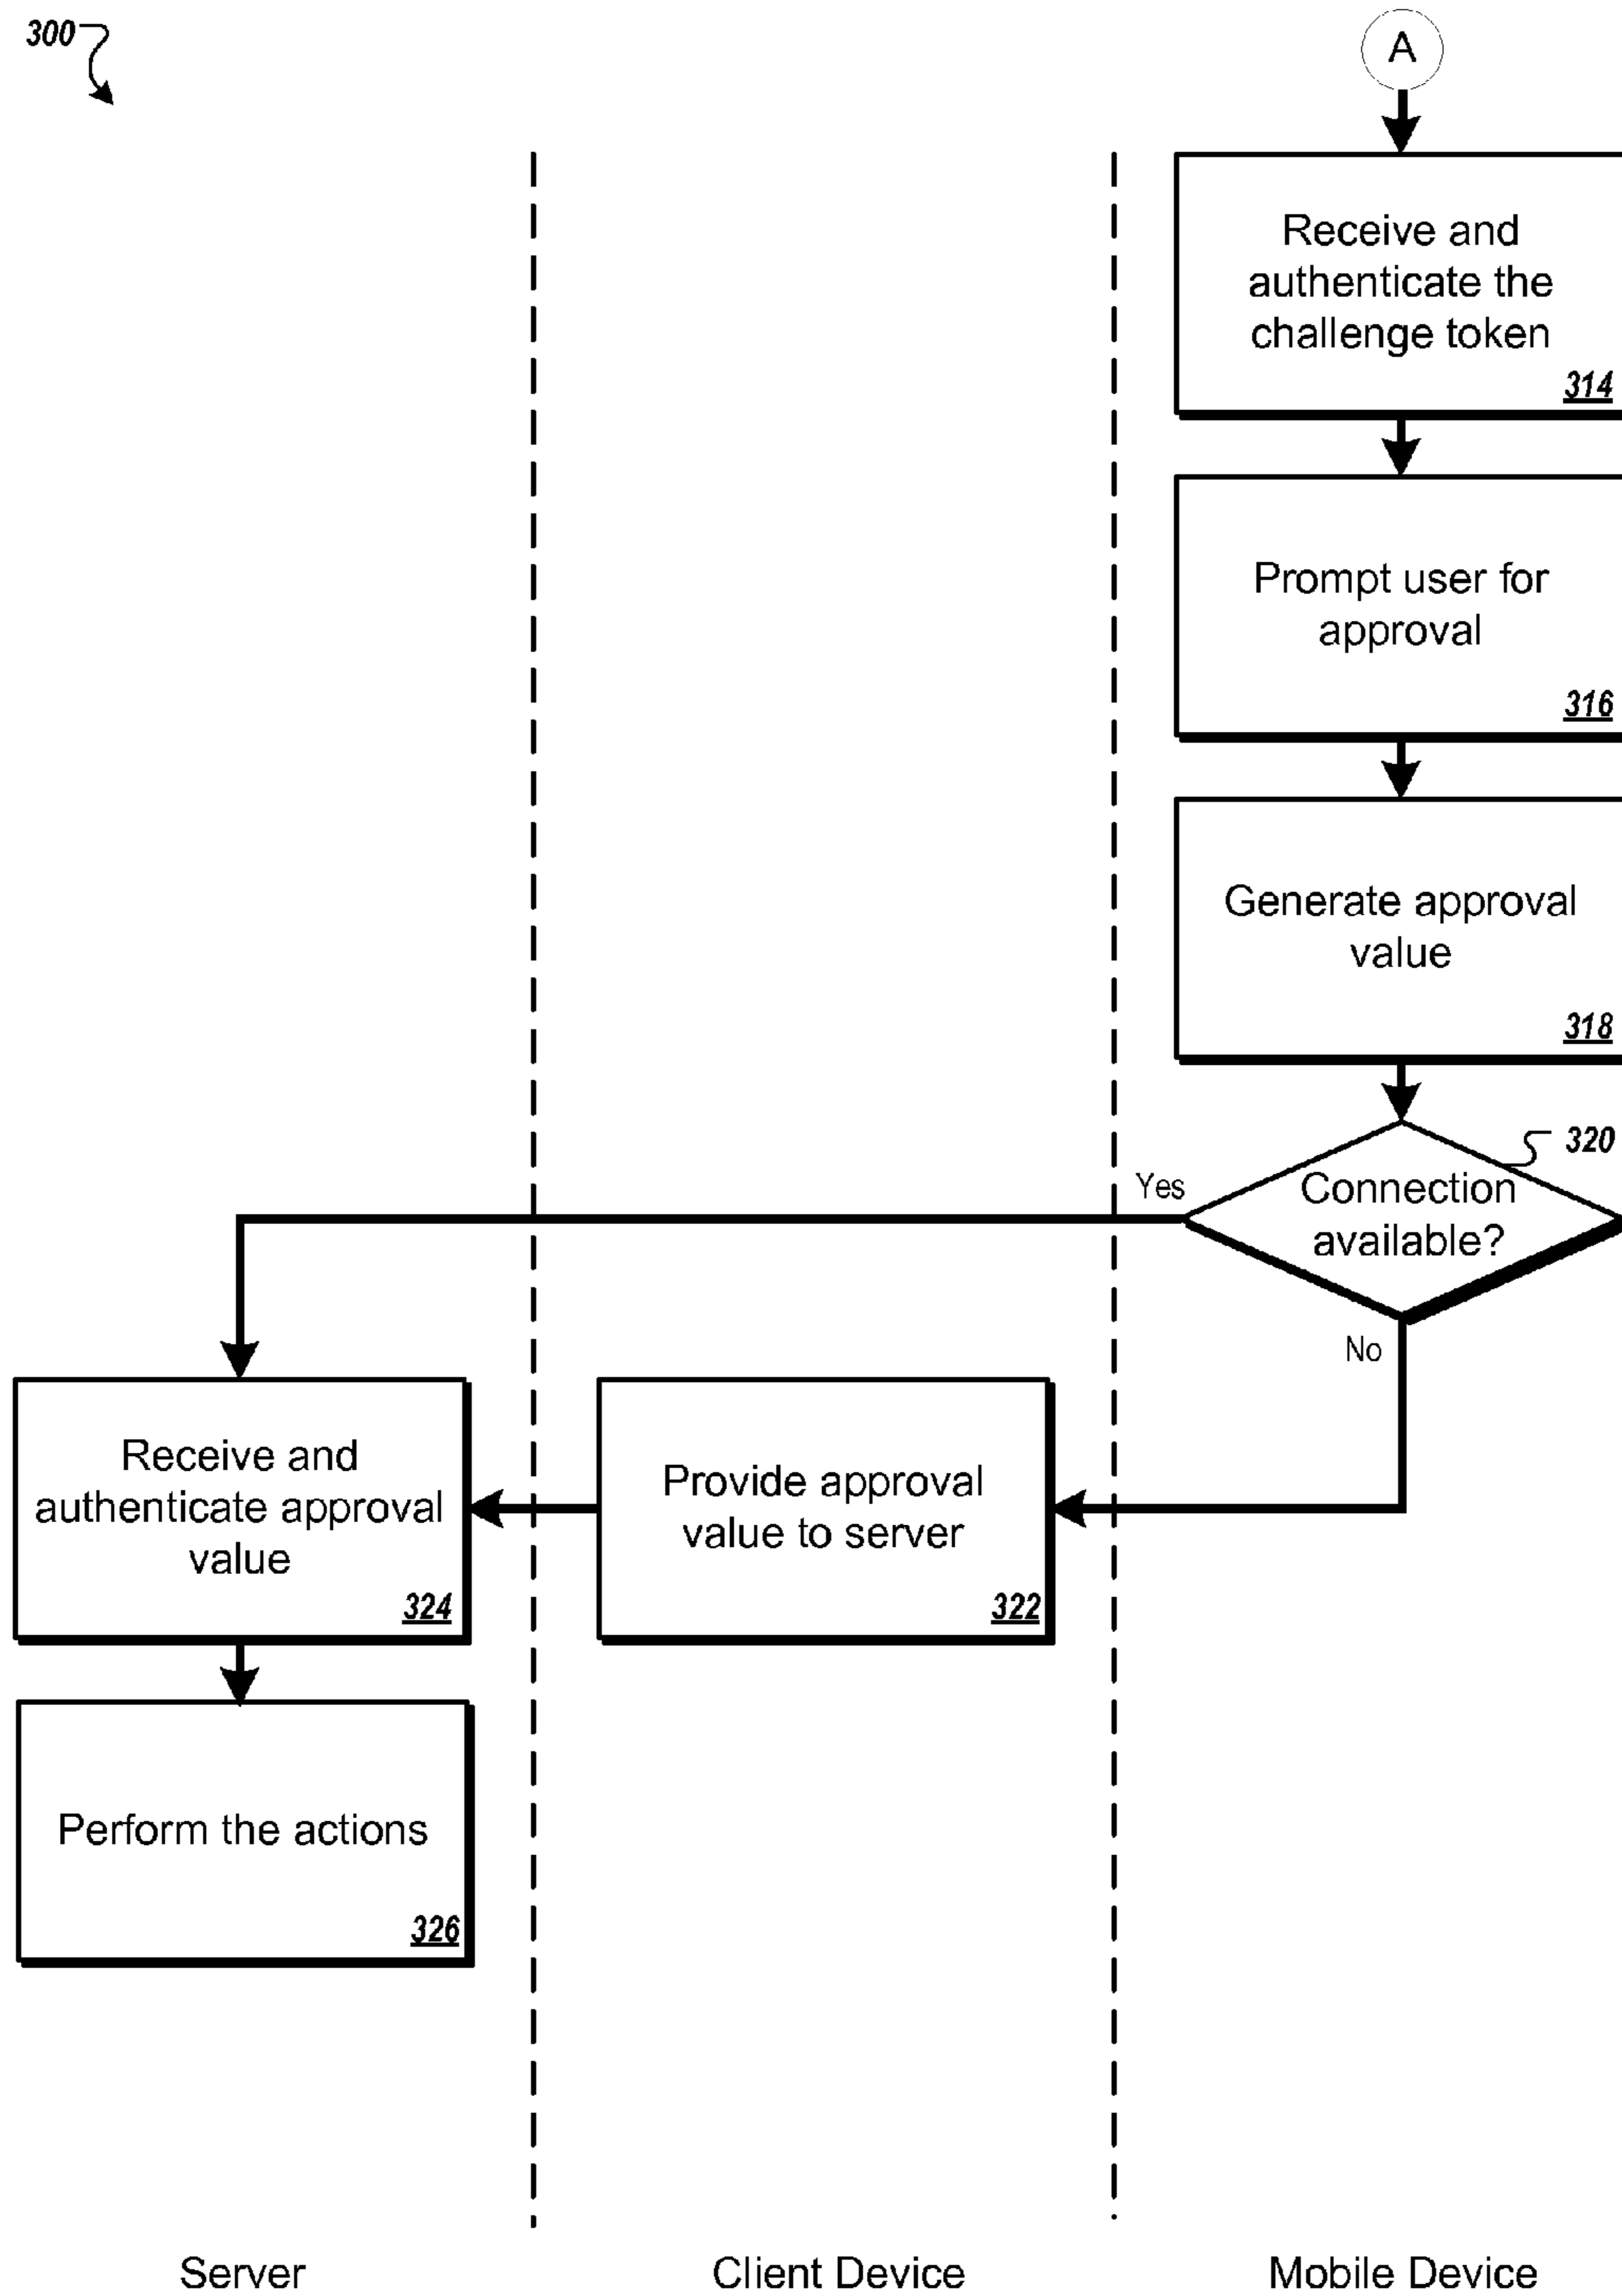 300
A
Receive and
authenticate the
challenge token
314
Prompt user for
approval
316
Generate approval
value
318
320
Connection
available?
Yes
No
Receive and
authenticate approval
value
324
Provide approval
value to server
322
Perform the actions
326
Server
Client Device
Mobile Device